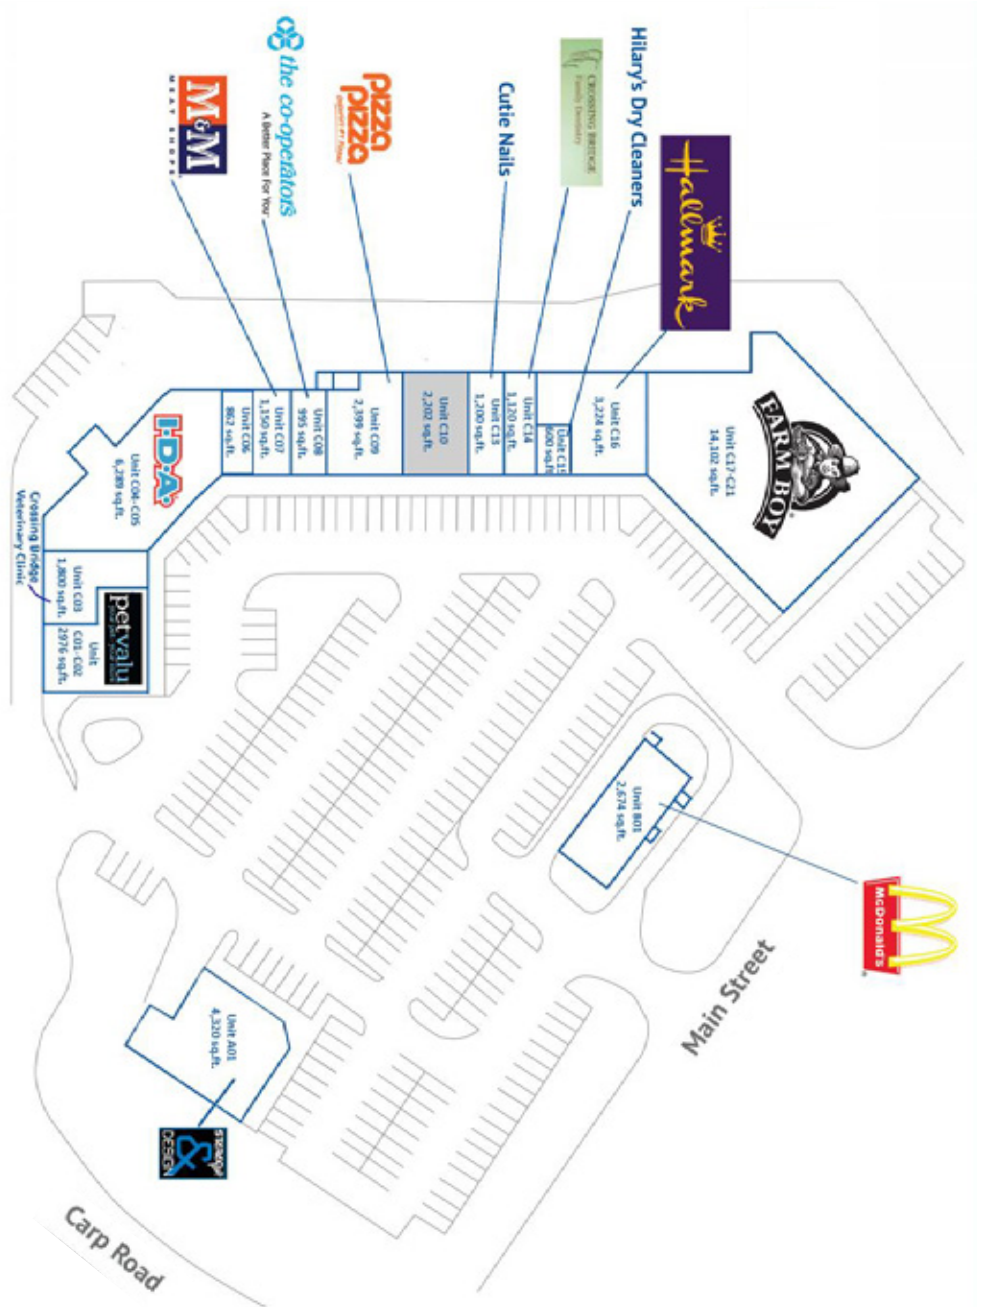 Hilary's Dry Cleaners
CROSSING BRIDGE
Family Dentistry
Cutie Nails
Hallmark
pizza
pizza
the co-operators
A Better Place For You
M&M
MEAT SHOPS
FARM BOY
Unit C17-C21
14,102 sq.ft.
Unit C16
3,224 sq.ft.
Unit C15
600 sq.ft.
Unit C14
1,120 sq.ft.
Unit C13
1,200 sq.ft.
Unit C10
2,202 sq.ft.
Unit C09
2,399 sq.ft.
Unit C08
995 sq.ft.
Unit C07
1,150 sq.ft.
Unit C06
862 sq.ft.
I·D·A
Unit C04-C05
6,289 sq.ft.
Crossing Bridge
Veterinary Clinic
Unit C03
1,800 sq.ft.
petvalu
Unit
C01-C02
2976 sq.ft.
Unit B01
2,674 sq.ft.
McDonald's
Main Street
Unit A01
4,320 sq.ft.
&
DESIGN
Carp Road